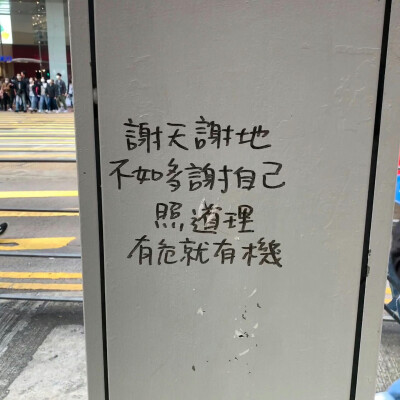 謝天謝地
不如多謝自己
照道理
有危就有機